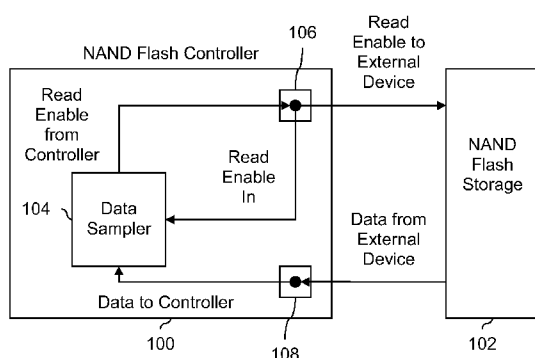 106
Read
Enable to
External
Device
NAND Flash Controller
Read
Enable
from
Controller
Read
Enable
In
NAND
Flash
Storage
104
Data
Sampler
Data from
External
Device
Data to Controller
100
108
102